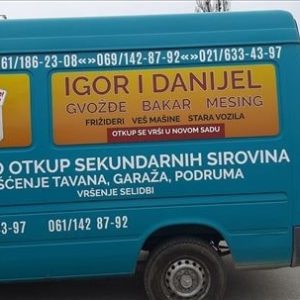 61/186-23-08«»069/142-87-92«»021/633-43-97
IGOR I DANIJEL
GVOŽĐE BAKAR MESING
FRIŽIDERI VEŠ MAŠINE STARA VOZILA
OTKUP SE VRŠI U NOVOM SADU
OTKUP SEKUNDARNIH SIROVINA
ŠĆENJE TAVANA, GARAŽA, PODRUMA
VRŠENJE SELIDBI
3-97 061/142 87-92